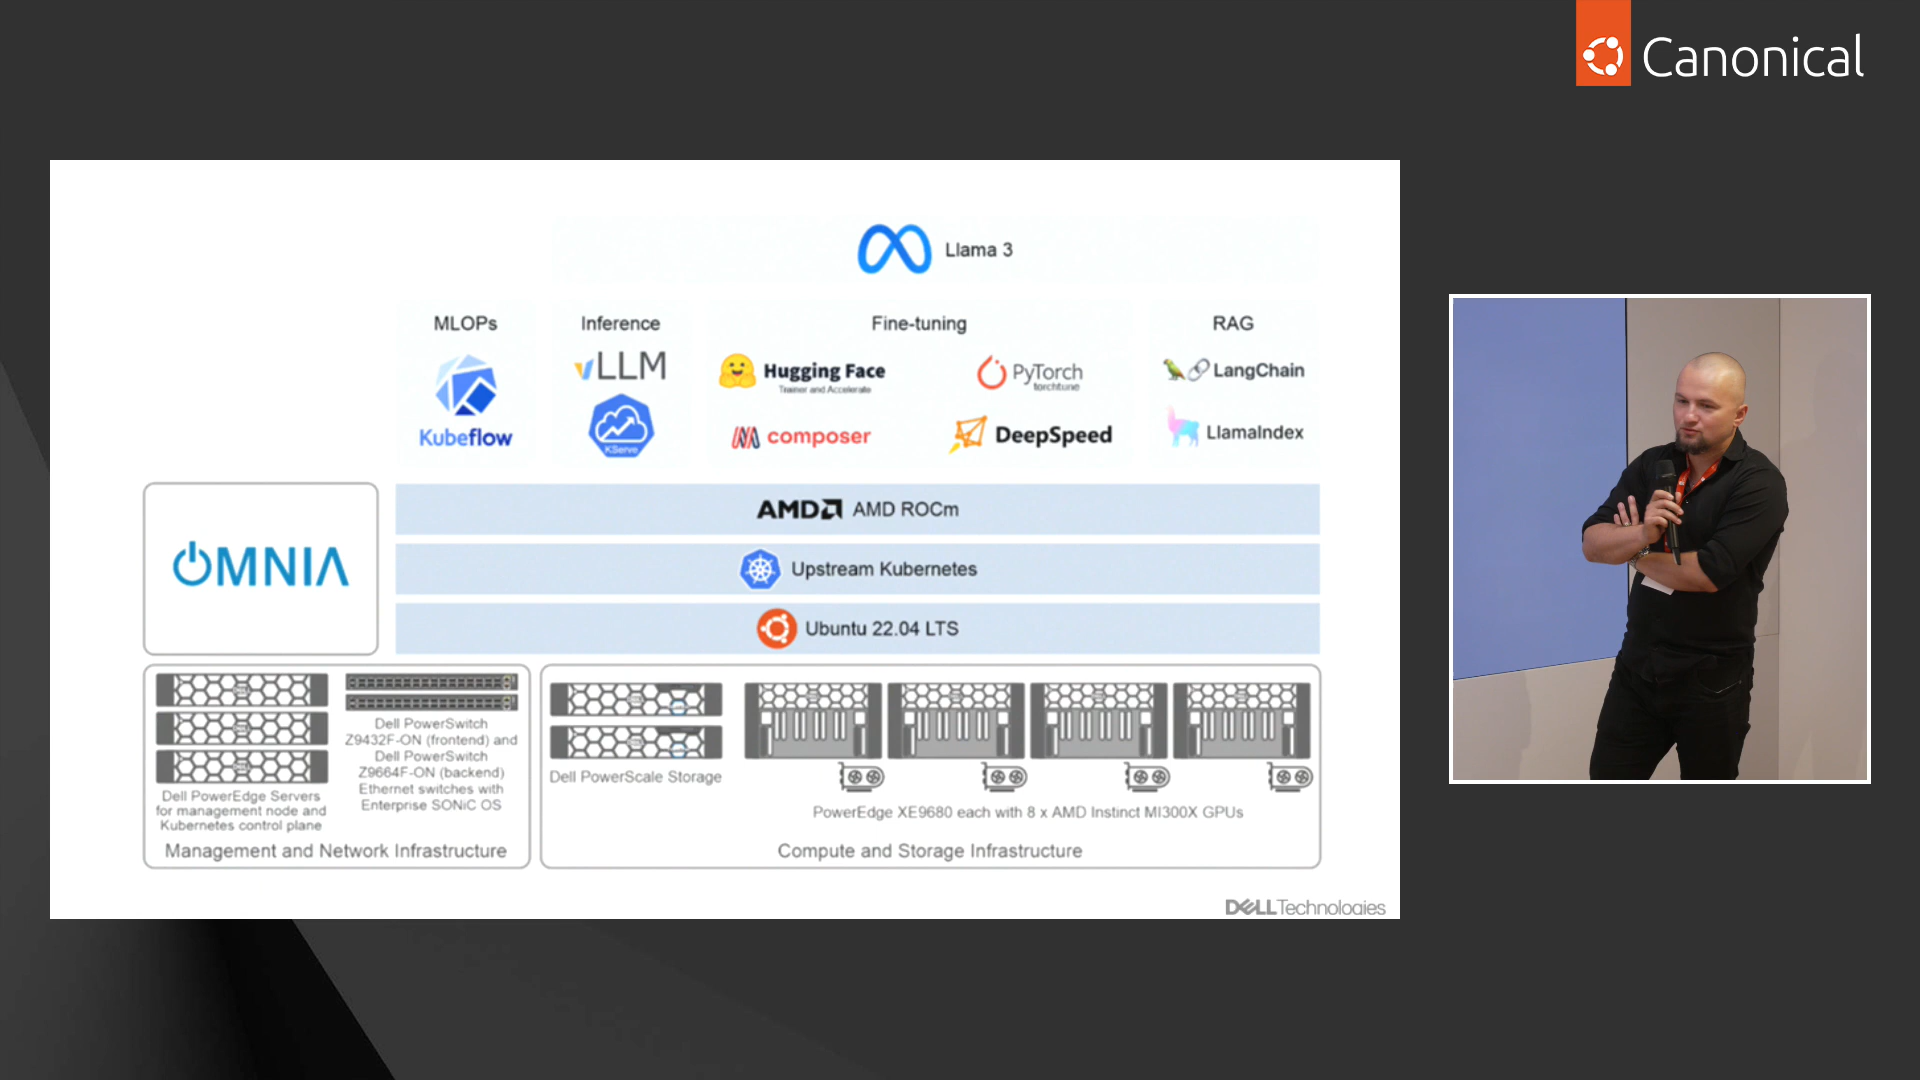 Canonical
Llama 3
MLOPs
Kubeflow
Inference
vLLM
KServe
Fine-tuning
Hugging Face
Trainer and Accelerate
PyTorch
torchtune
composer
DeepSpeed
RAG
LangChain
LlamaIndex
OMNIA
AMD AMD ROCm
Upstream Kubernetes
Ubuntu 22.04 LTS
Dell PowerEdge Servers
for management node and
Kubernetes control plane
Dell PowerSwitch
Z9432F-ON (frontend) and
Dell PowerSwitch
Z9664F-ON (backend)
Ethernet switches with
Enterprise SONiC OS
Management and Network Infrastructure
Dell PowerScale Storage
PowerEdge XE9680 each with 8 x AMD Instinct MI300X GPUs
Compute and Storage Infrastructure
DELL Technologies